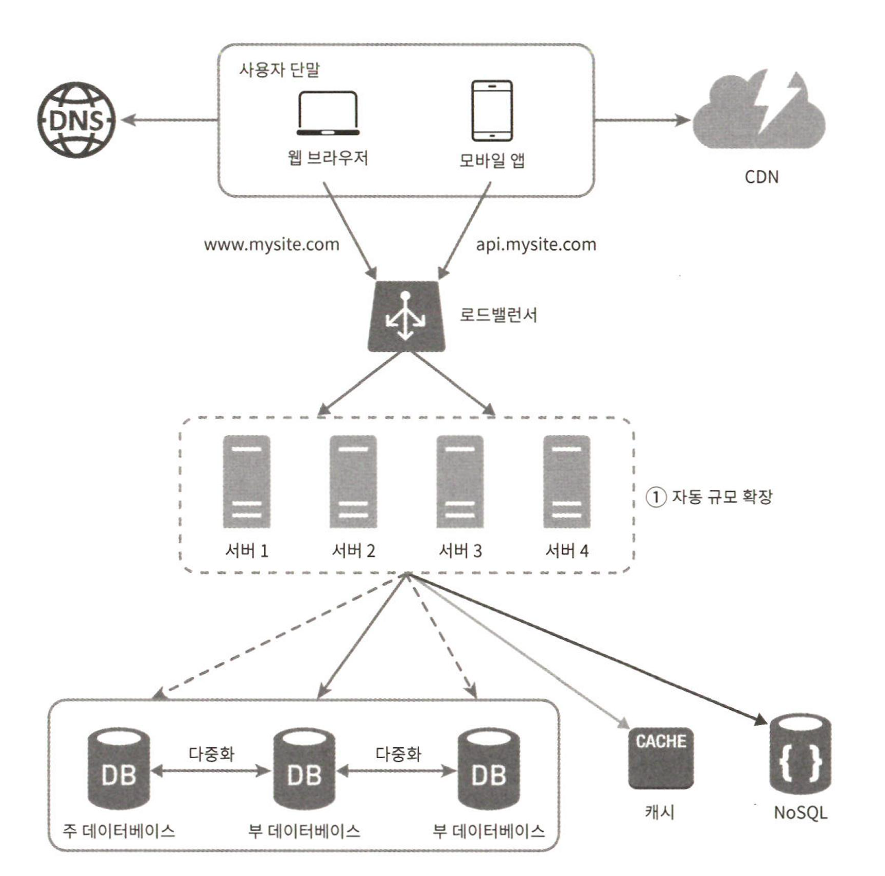 사용자 단말
DNS
웹 브라우저
모바일 앱
CDN
www.mysite.com
api.mysite.com
로드밸런서
서버 1
서버 2
서버 3
서버 4
① 자동 규모 확장
다중화
다중화
DB
DB
DB
주 데이터베이스
부 데이터베이스
부 데이터베이스
CACHE
캐시
{ }
NoSQL